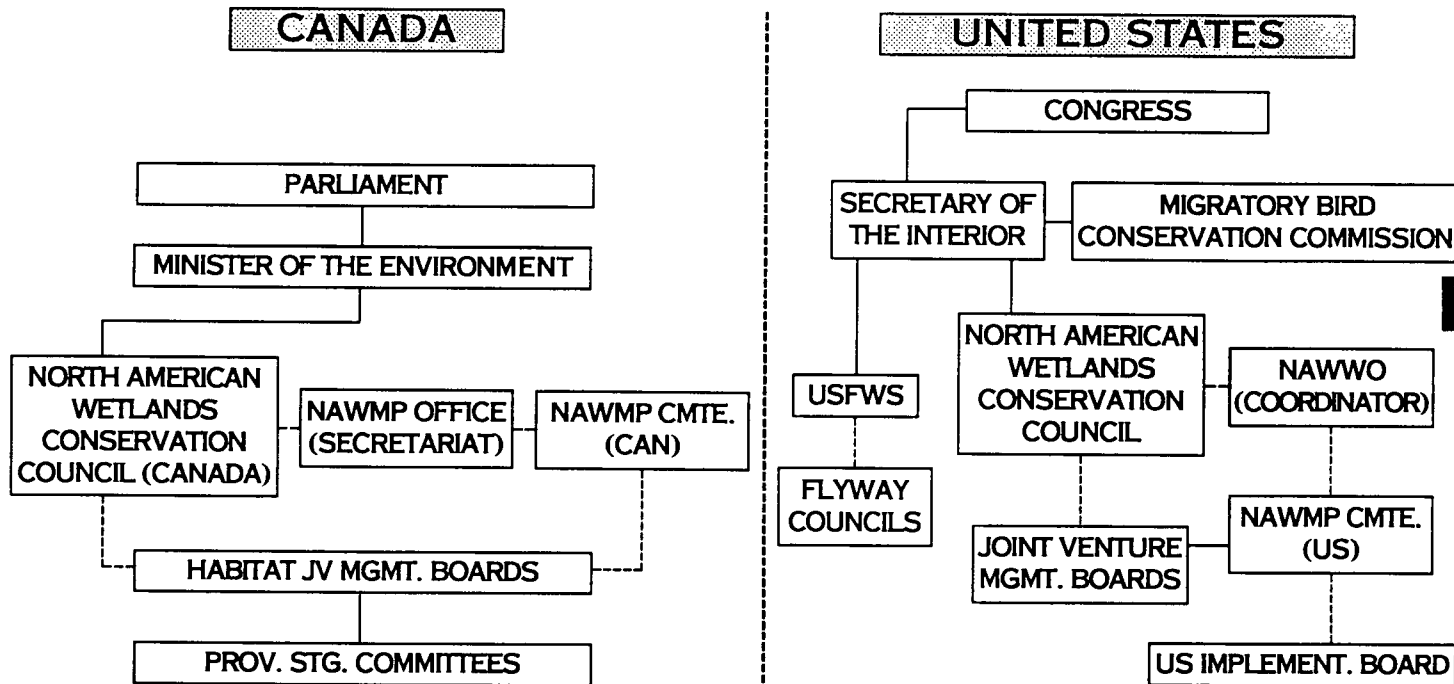 CANADA
PARLIAMENT
MINISTER OF THE ENVIRONMENT
NORTH AMERICAN
WETLANDS
CONSERVATION
COUNCIL (CANADA)
NAWMP OFFICE
(SECRETARIAT)
NAWMP CMTE.
(CAN)
HABITAT JV MGMT. BOARDS
PROV. STG. COMMITTEES
UNITED STATES
CONGRESS
SECRETARY OF
THE INTERIOR
MIGRATORY BIRD
CONSERVATION COMMISSION
USFWS
FLYWAY
COUNCILS
NORTH AMERICAN
WETLANDS
CONSERVATION
COUNCIL
NAWWO
(COORDINATOR)
JOINT VENTURE
MGMT. BOARDS
NAWMP CMTE.
(US)
US IMPLEMENT. BOARD